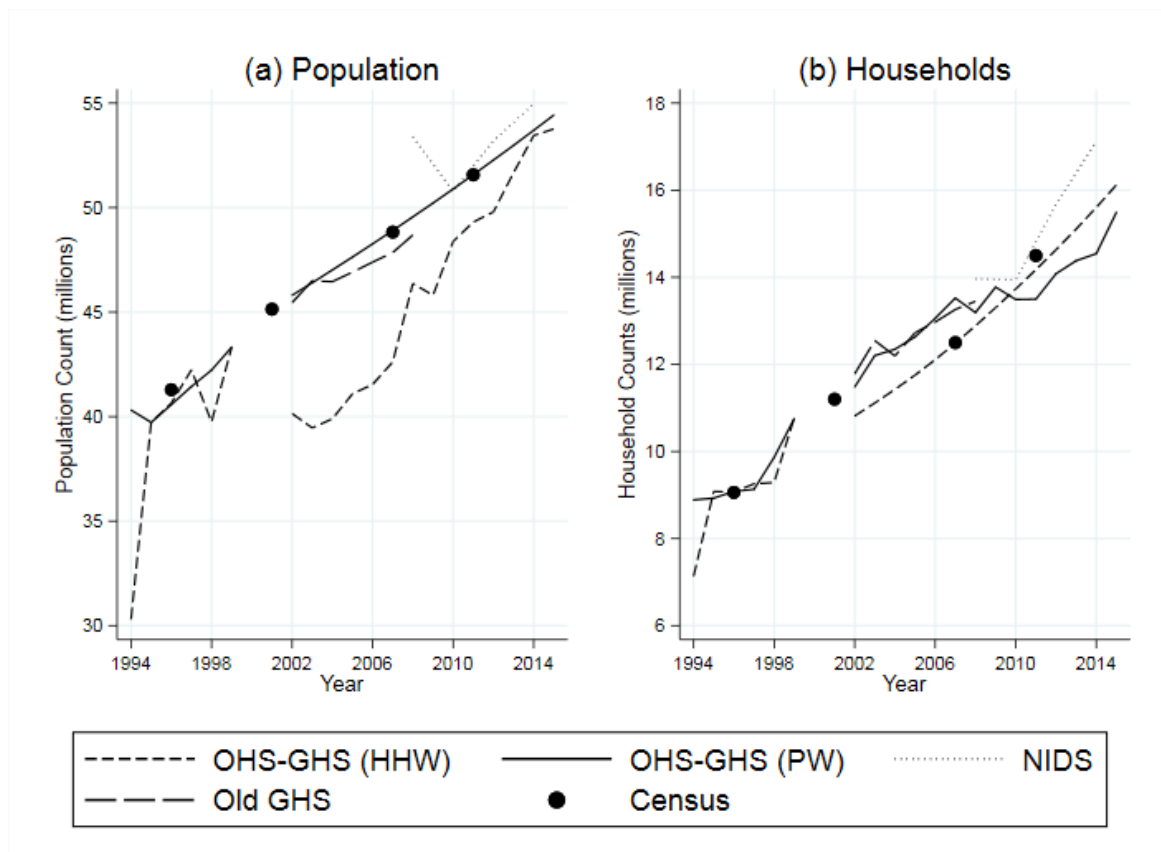 (a) Population
55
50
45
40
35
30
Population Count (millions)
1994 1998 2002 2006 2010 2014
Year
(b) Households
18
16
14
12
10
8
6
Household Counts (millions)
1994 1998 2002 2006 2010 2014
Year
OHS-GHS (HHW) OHS-GHS (PW) NIDS
Old GHS Census